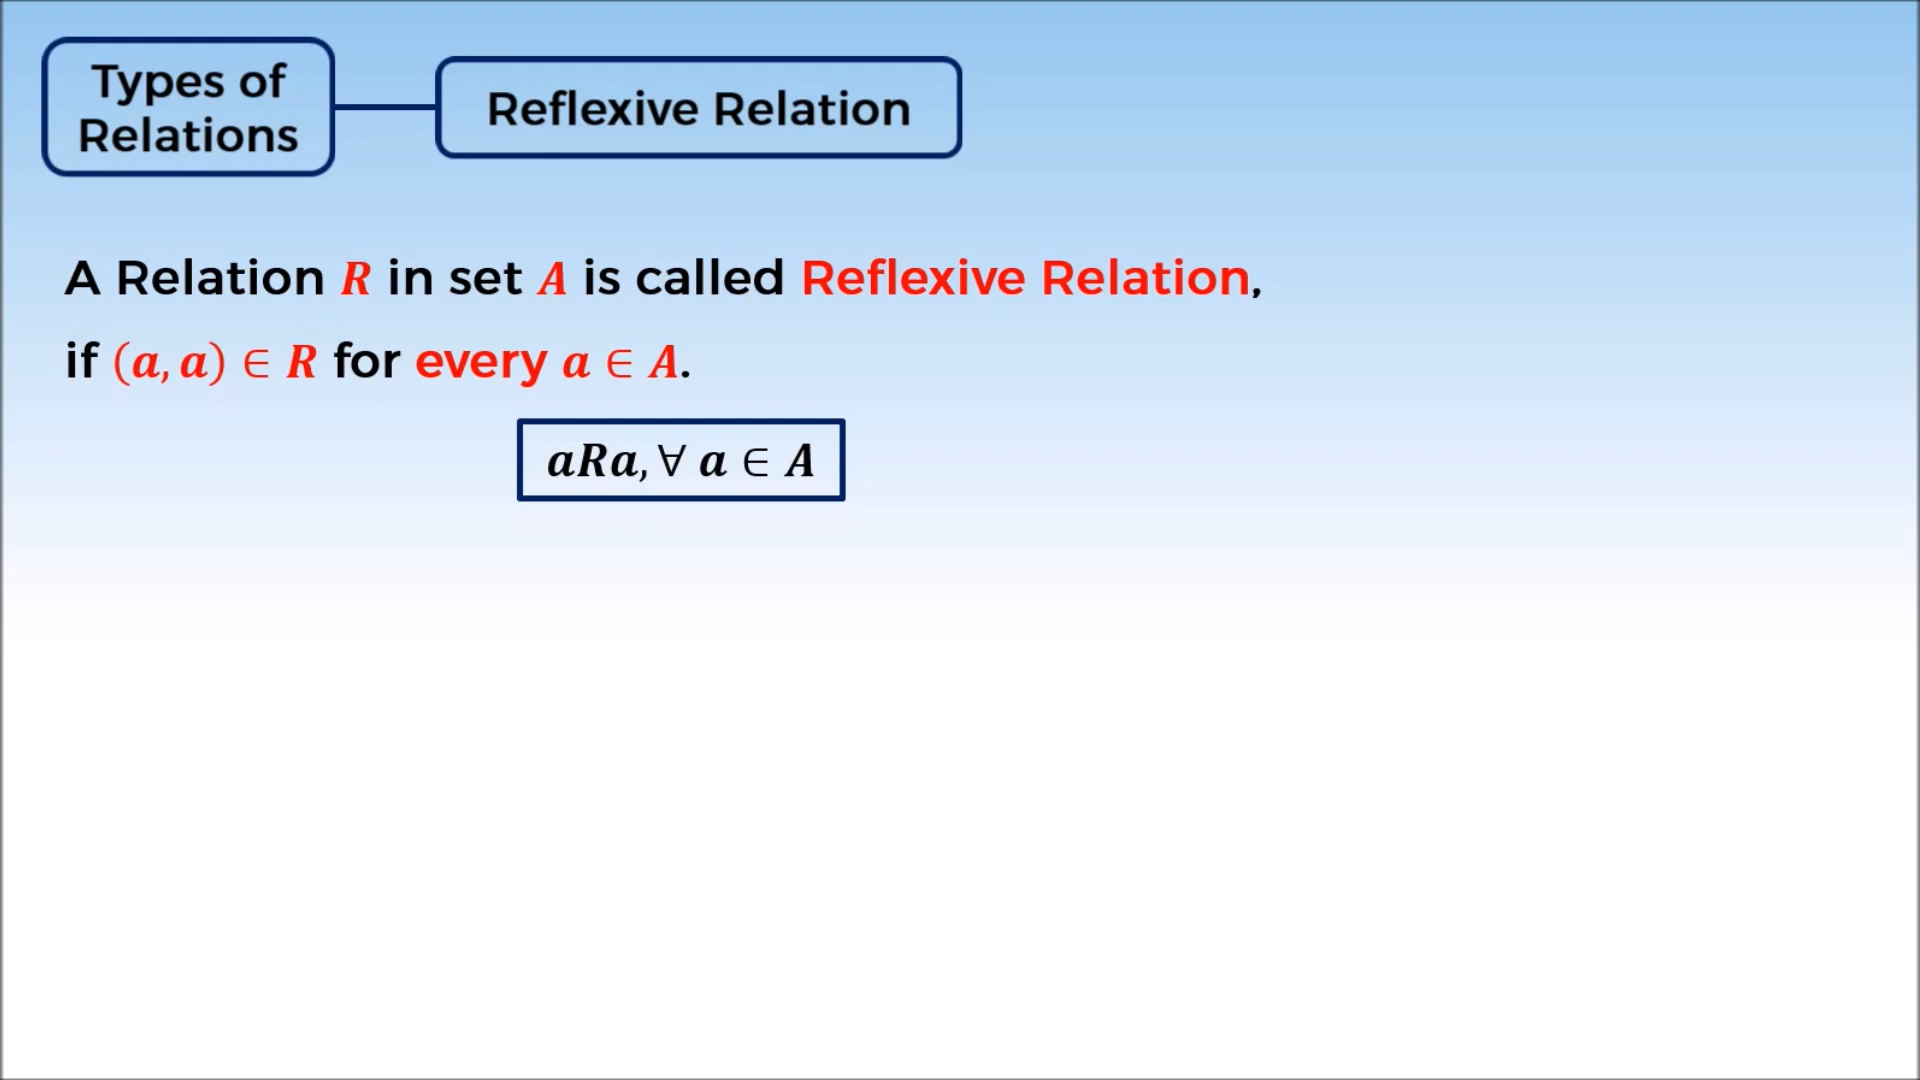 Types of
Relations
Reflexive Relation
A Relation R in set A is called Reflexive Relation,
if (a, a) ∈ R for every a ∈ A.
aRa, ∀ a ∈ A